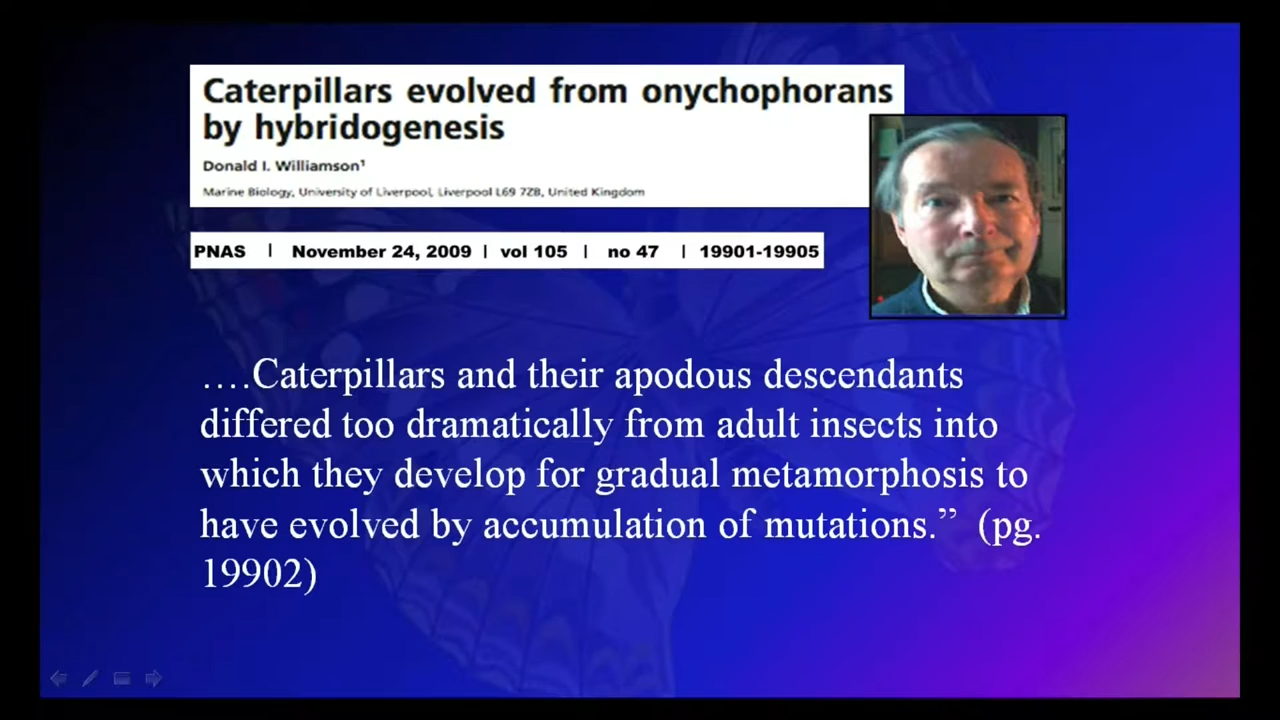 Caterpillars evolved from onychophorans
by hybridogenesis
Donald I. Williamson¹
Marine Biology, University of Liverpool, Liverpool L69 7ZB, United Kingdom
PNAS | November 24, 2009 | vol 105 | no 47 | 19901-19905
….Caterpillars and their apodous descendants
differed too dramatically from adult insects into
which they develop for gradual metamorphosis to
have evolved by accumulation of mutations.” (pg.
19902)